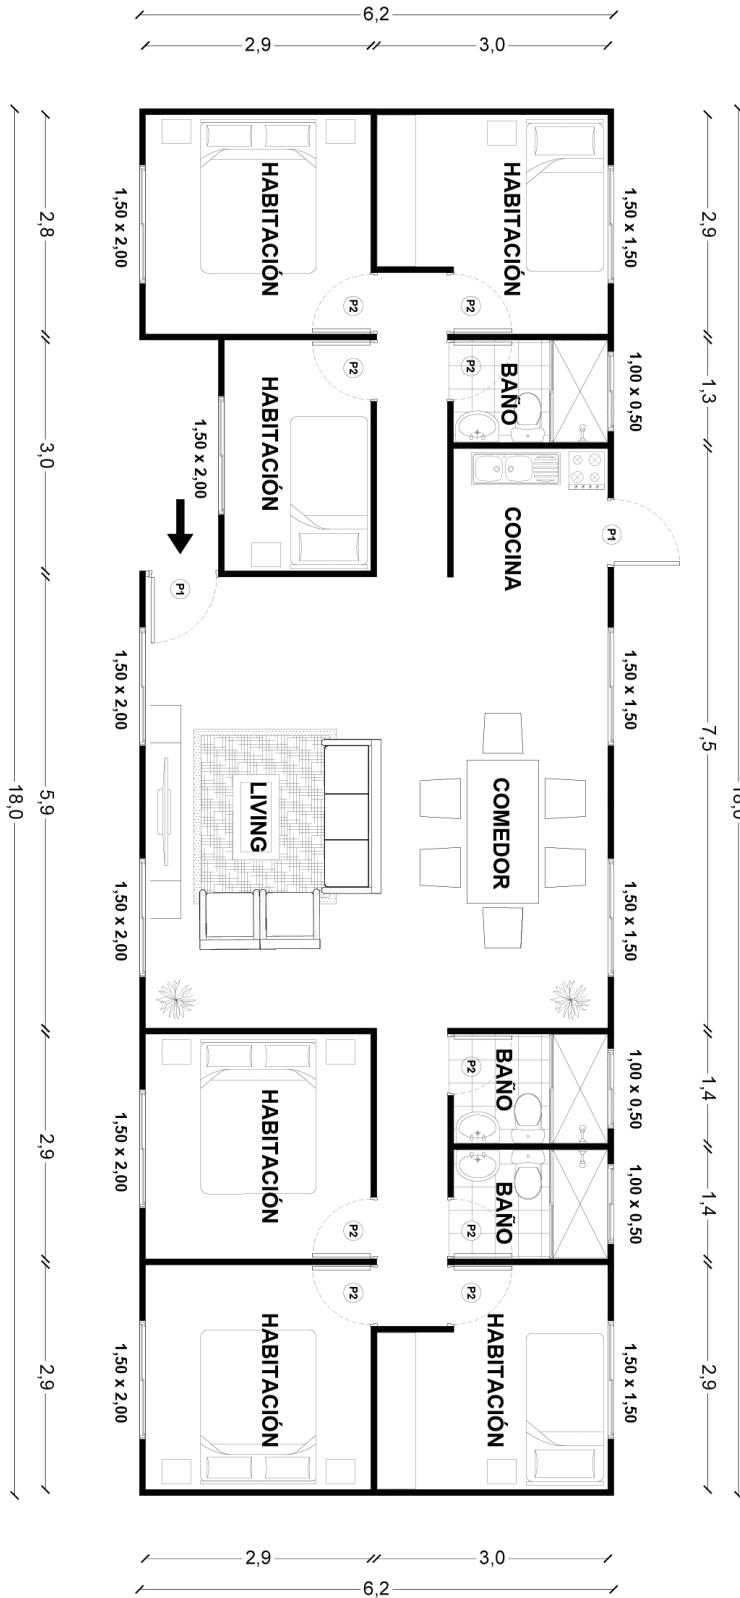 6,2
2,9
3,0
18,0
2,8
3,0
5,9
2,9
2,9
2,9
1,3
7,5
1,4
1,4
2,9
18,0
HABITACIÓN
HABITACIÓN
1,50 x 2,00
1,50 x 1,50
P2
P2
P2
P2
HABITACIÓN
BAÑO
1,00 x 0,50
1,50 x 2,00
COCINA
P1
P1
1,50 x 2,00
1,50 x 1,50
LIVING
COMEDOR
1,50 x 2,00
1,50 x 1,50
BAÑO
P2
1,00 x 0,50
HABITACIÓN
1,50 x 2,00
BAÑO
1,00 x 0,50
P2
P2
P2
P2
HABITACIÓN
HABITACIÓN
1,50 x 2,00
1,50 x 1,50
2,9
3,0
6,2